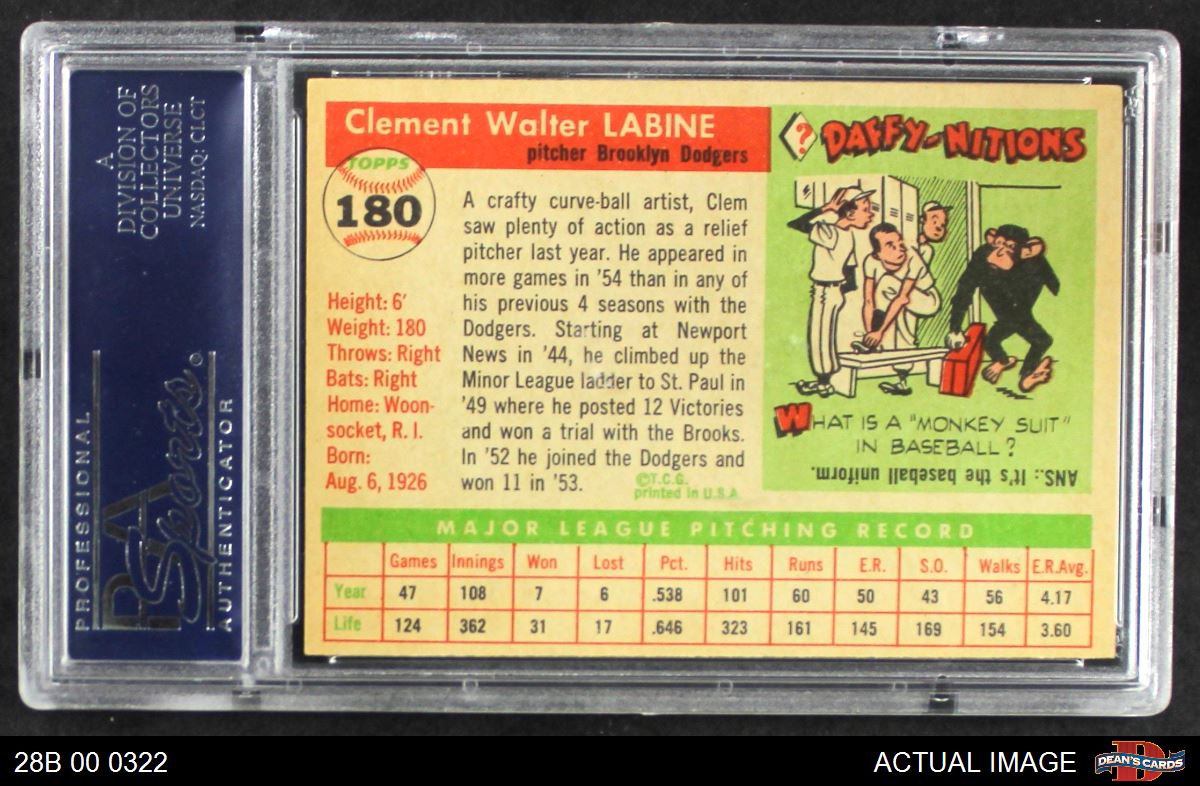 A
DIVISION OF
COLLECTORS
UNIVERSE
NASDAQ: CLCT
PROFESSIONAL
PSA
Sports
AUTHENTICATOR
Clement Walter LABINE
pitcher Brooklyn Dodgers
TOPPS
180
Height: 6'
Weight: 180
Throws: Right
Bats: Right
Home: Woon-
socket, R. I.
Born:
Aug. 6, 1926
A crafty curve-ball artist, Clem
saw plenty of action as a relief
pitcher last year. He appeared in
more games in '54 than in any of
his previous 4 seasons with the
Dodgers. Starting at Newport
News in '44, he climbed up the
Minor League ladder to St. Paul in
'49 where he posted 12 Victories
and won a trial with the Brooks.
In '52 he joined the Dodgers and
won 11 in '53.
©T.C.G.
printed in U.S.A.
? DAFFY-NITIONS
WHAT IS A "MONKEY SUIT"
IN BASEBALL?
ANS.: It's the baseball uniform.
MAJOR LEAGUE PITCHING RECORD
Games Innings Won Lost Pct. Hits Runs E.R. S.O. Walks E.R.Avg.
Year 47 108 7 6 .538 101 60 50 43 56 4.17
Life 124 362 31 17 .646 323 161 145 169 154 3.60
28B 00 0322
ACTUAL IMAGE
DEAN'S CARDS